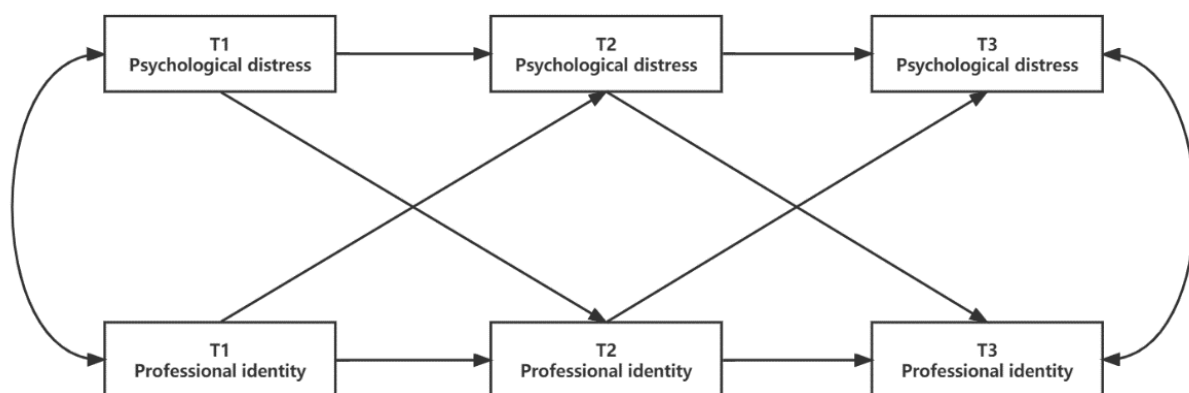 T1
Psychological distress
T2
Psychological distress
T3
Psychological distress
T1
Professional identity
T2
Professional identity
T3
Professional identity